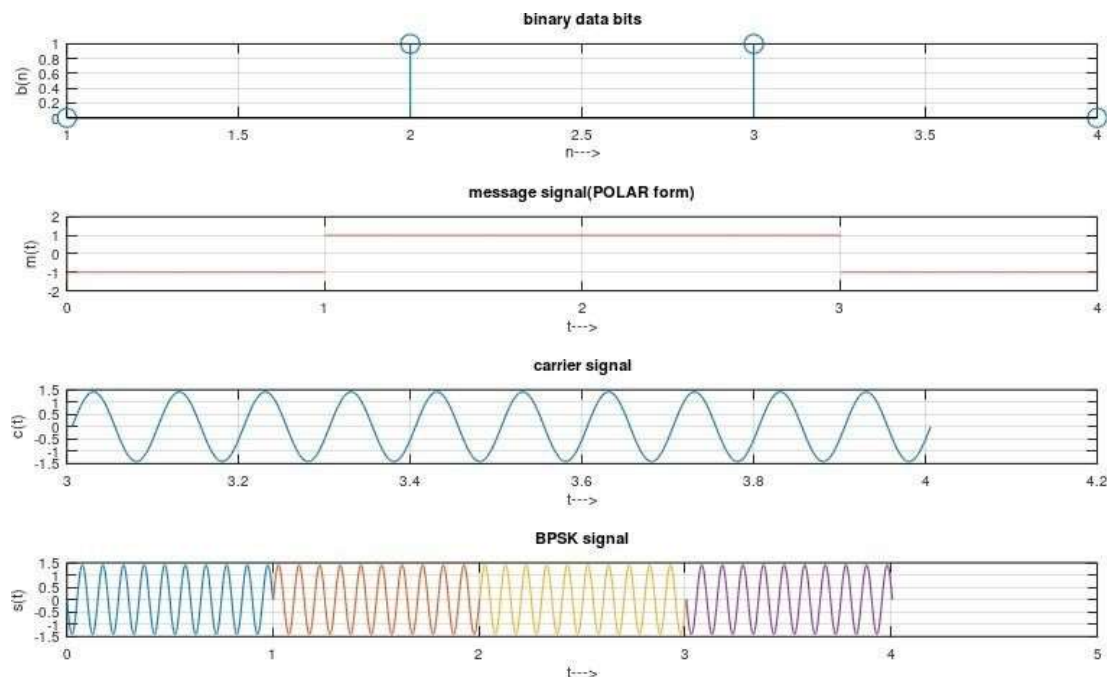 binary data bits
1
0.8
0.6
0.4
0.2
0
b(n)
1 1.5 2 2.5 3 3.5 4
n--->
message signal(POLAR form)
2
1
0
-1
-2
m(t)
0 1 2 3 4
t--->
carrier signal
1.5
1
0.5
0
-0.5
-1
-1.5
c(t)
3 3.2 3.4 3.6 3.8 4 4.2
t--->
BPSK signal
1.5
1
0.5
0
-0.5
-1
-1.5
s(t)
0 1 2 3 4 5
t--->